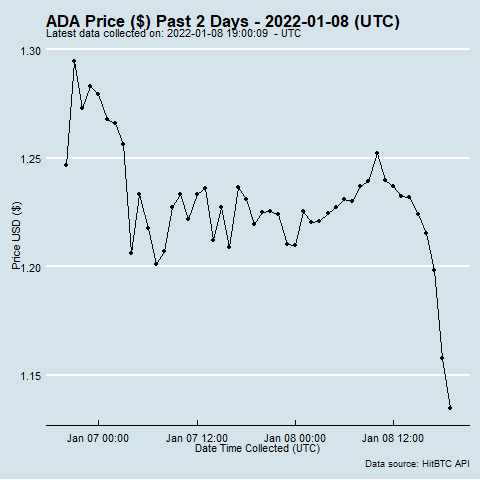 ADA Price ($) Past 2 Days - 2022-01-08 (UTC)
Latest data collected on: 2022-01-08 19:00:09 - UTC
1.30
1.25
1.20
1.15
Price USD ($)
Jan 07 00:00 Jan 07 12:00 Jan 08 00:00 Jan 08 12:00
Date Time Collected (UTC)
Data source: HitBTC API